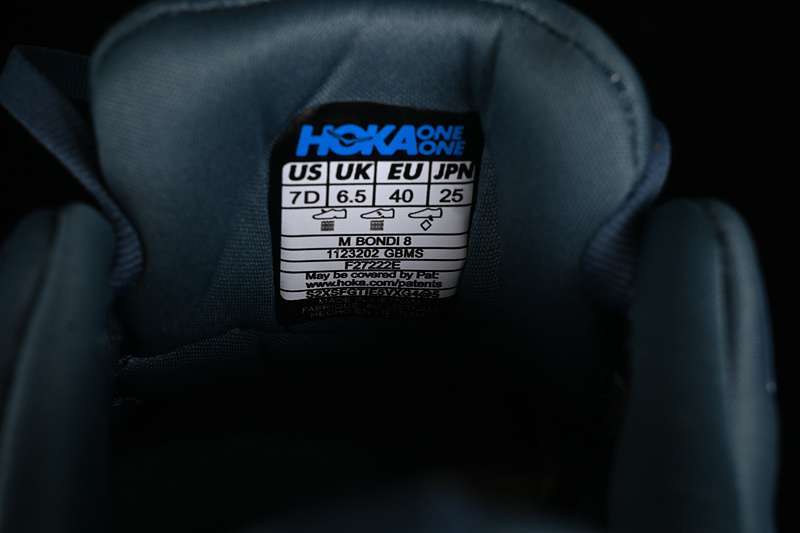 HOKA ONE ONE
US UK EU JPN
7D 6.5 40 25
M BONDI 8
1123202 GBMS
F27222E
May be covered by Pat:
www.hoka.com/patents